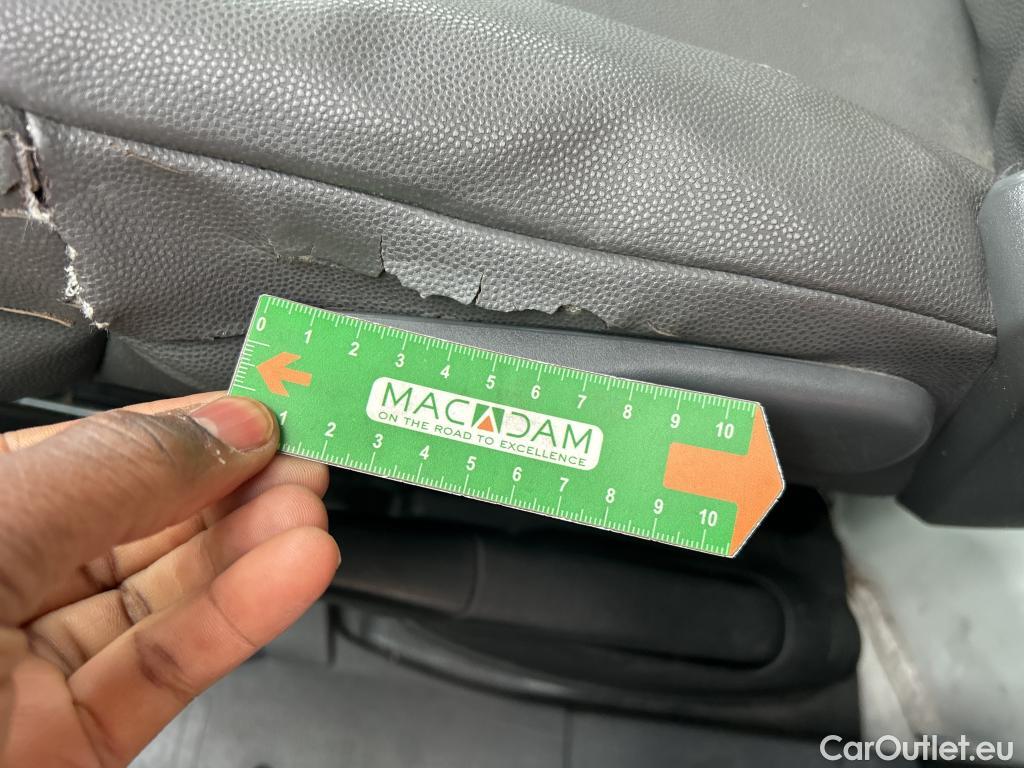 0 1 2 3 4 5 6 7 8 9 10
MACADAM
ON THE ROAD TO EXCELLENCE
1 2 3 4 5 6 7 8 9 10
CarOutlet.eu